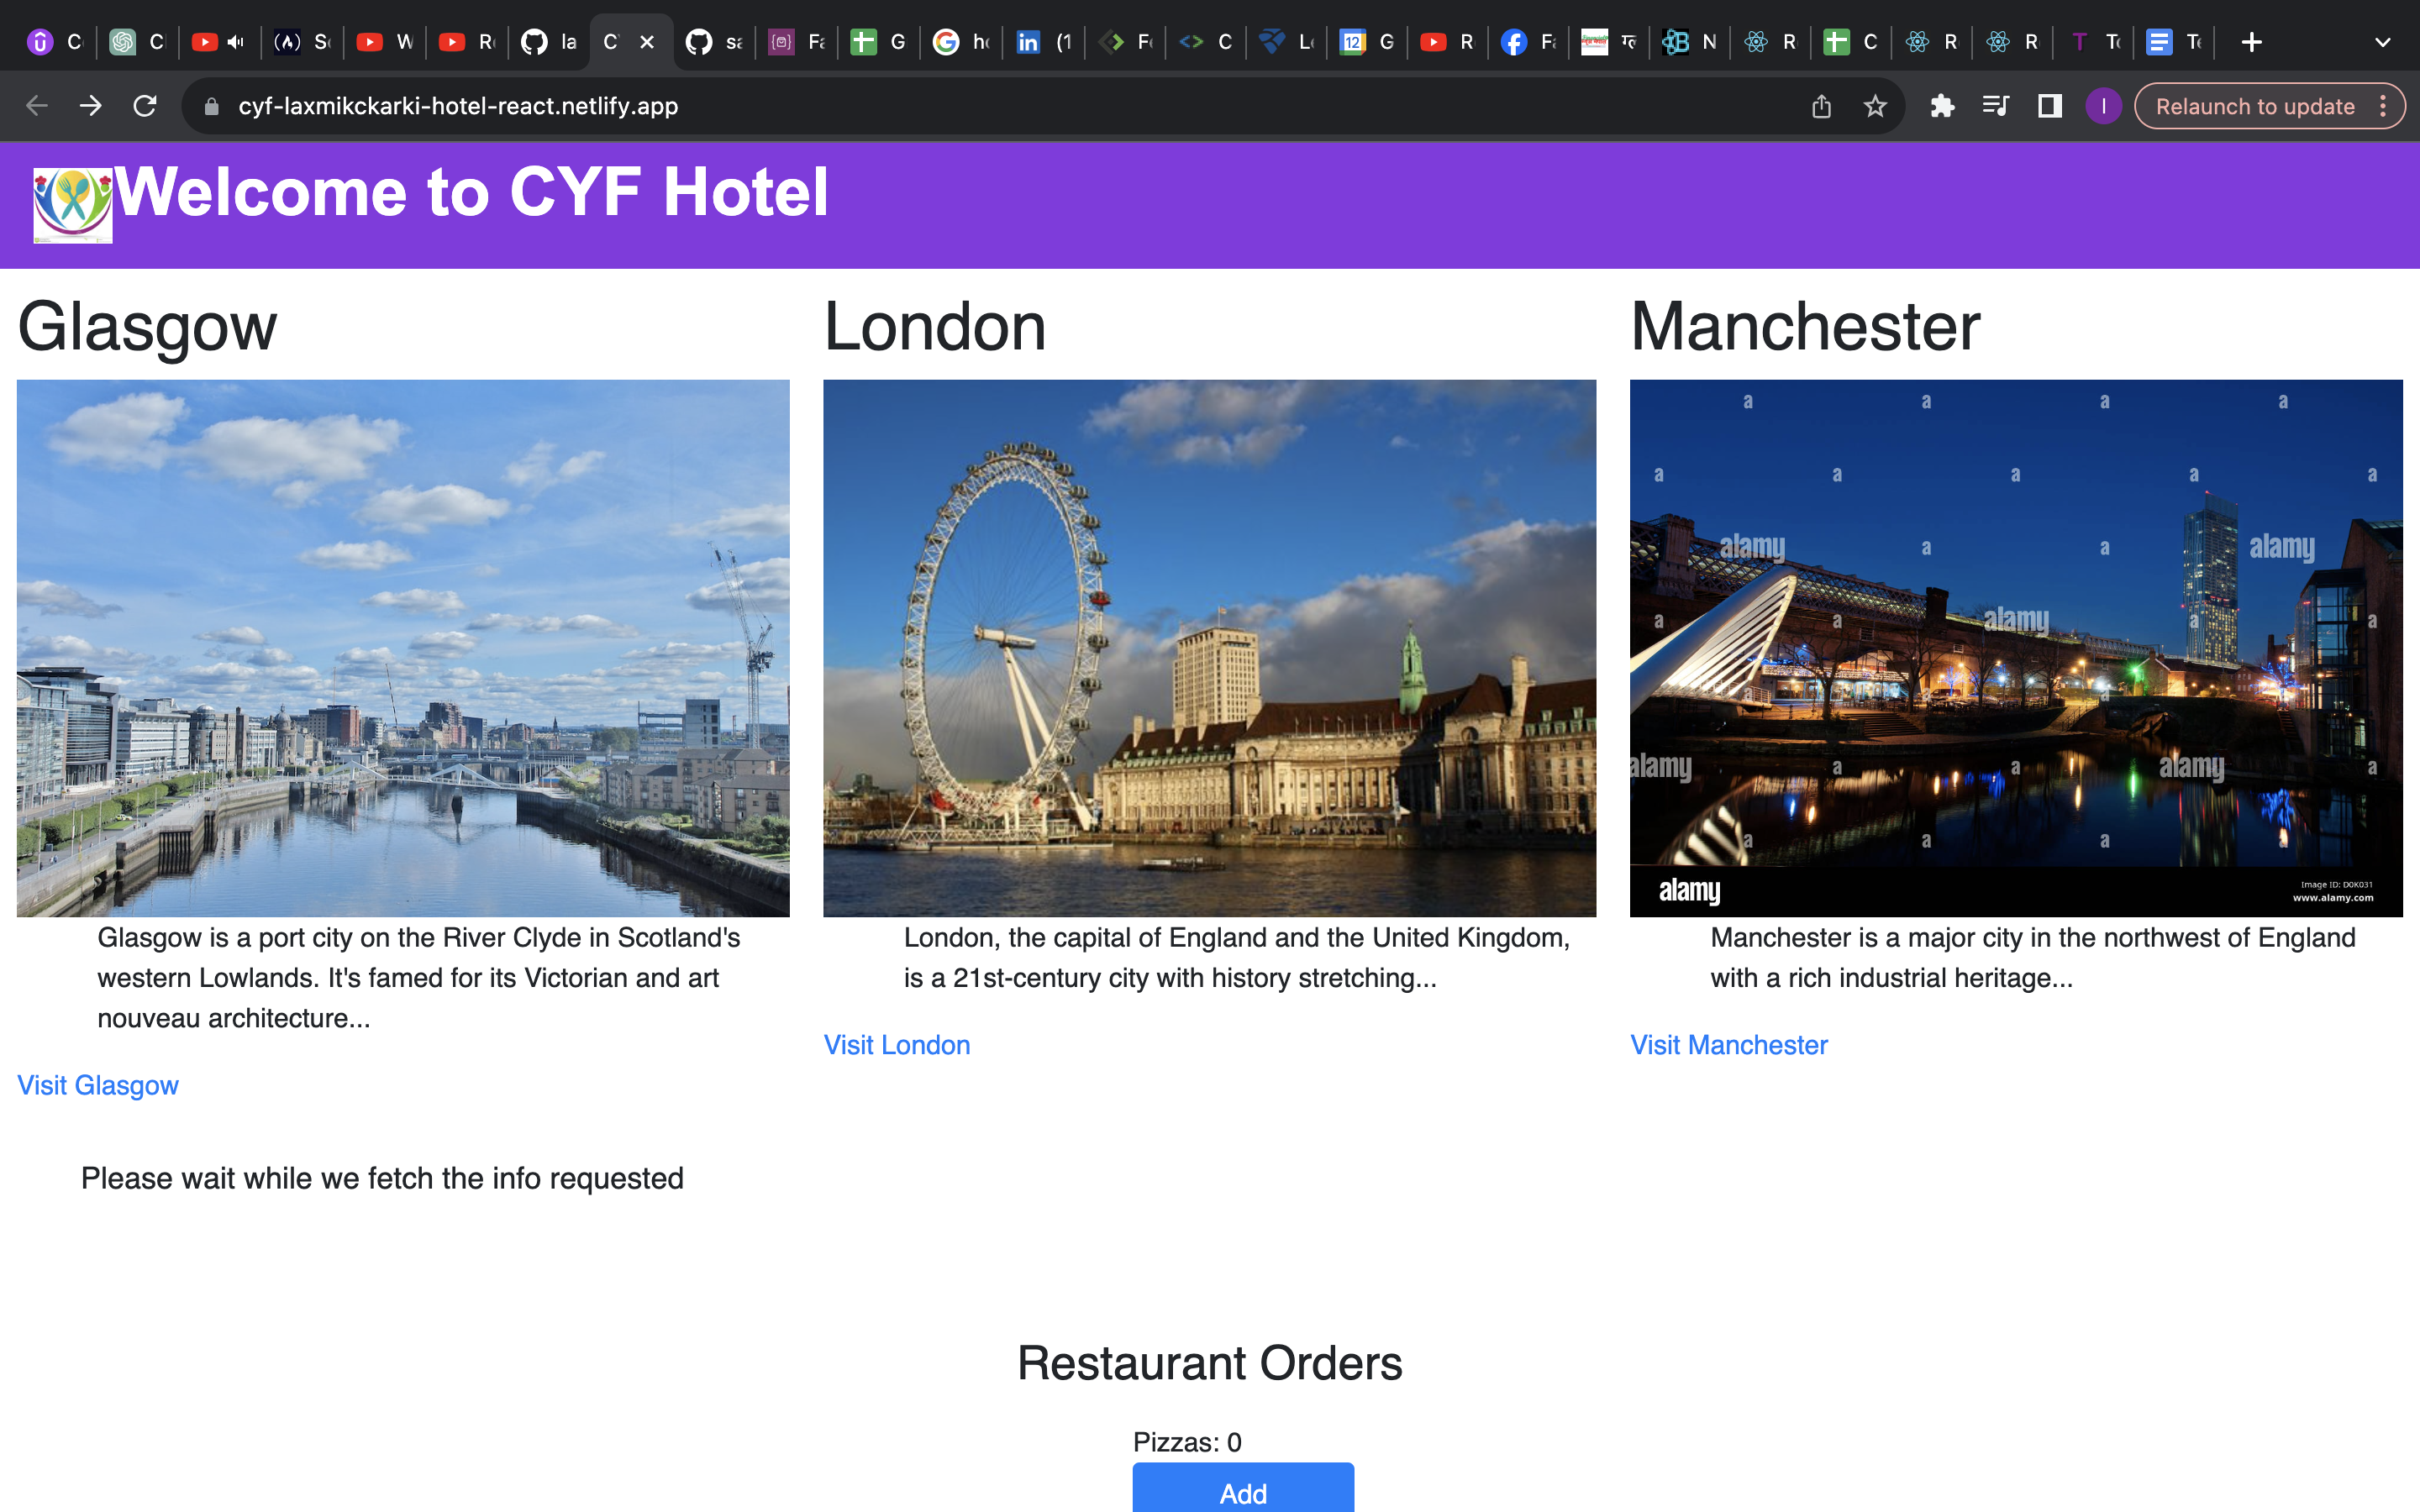 C
C
S
W
R
la
C
sa
Fa
G
ho
in (1
Fo
C
L
12 G
R
Fa
N
R
C
R
R
T To
Te
cyf-laxmikckarki-hotel-react.netlify.app
I
Relaunch to update
Welcome to CYF Hotel
Glasgow
London
Manchester
a a a a
a a a a a
alamy a a alamy
a a alamy a a
a a
alamy a a alamy a
a a a a
alamy
Image ID: D0K031
www.alamy.com
Glasgow is a port city on the River Clyde in Scotland's
western Lowlands. It's famed for its Victorian and art
nouveau architecture...
Visit Glasgow
London, the capital of England and the United Kingdom,
is a 21st-century city with history stretching...
Visit London
Manchester is a major city in the northwest of England
with a rich industrial heritage...
Visit Manchester
Please wait while we fetch the info requested
Restaurant Orders
Pizzas: 0
Add